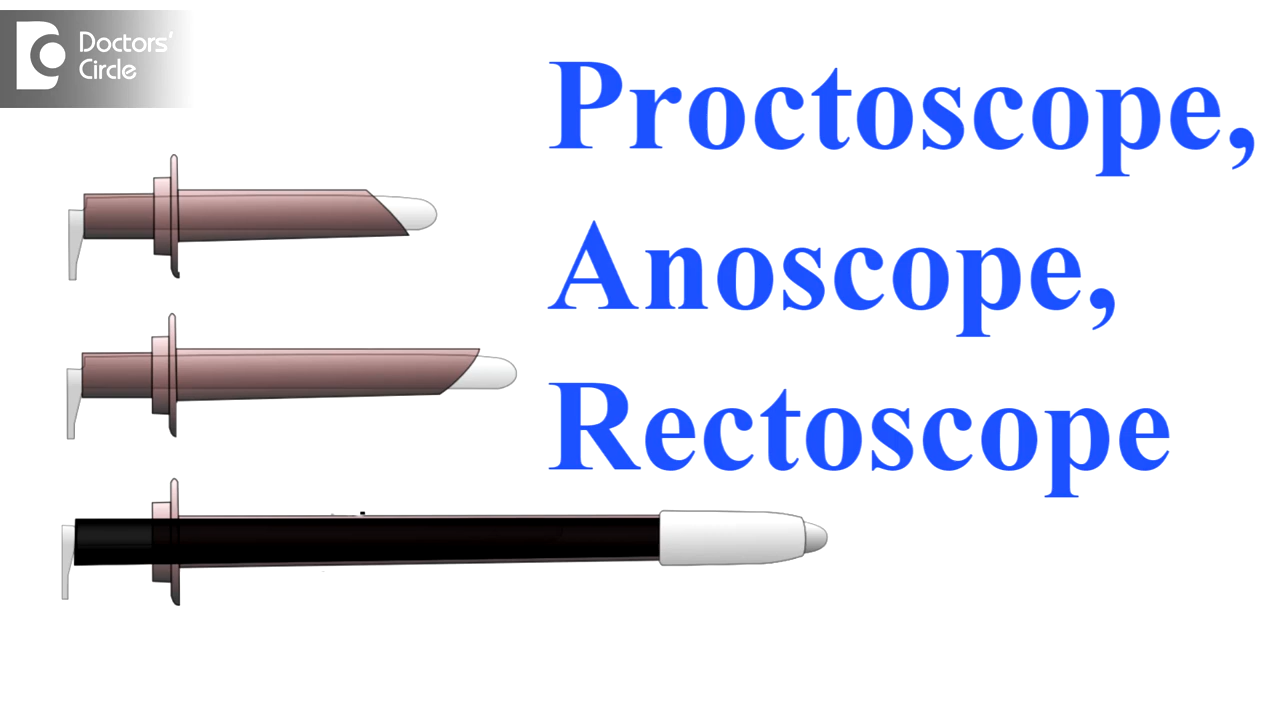 Doctors'
Circle
Proctoscope,
Anoscope,
Rectoscope